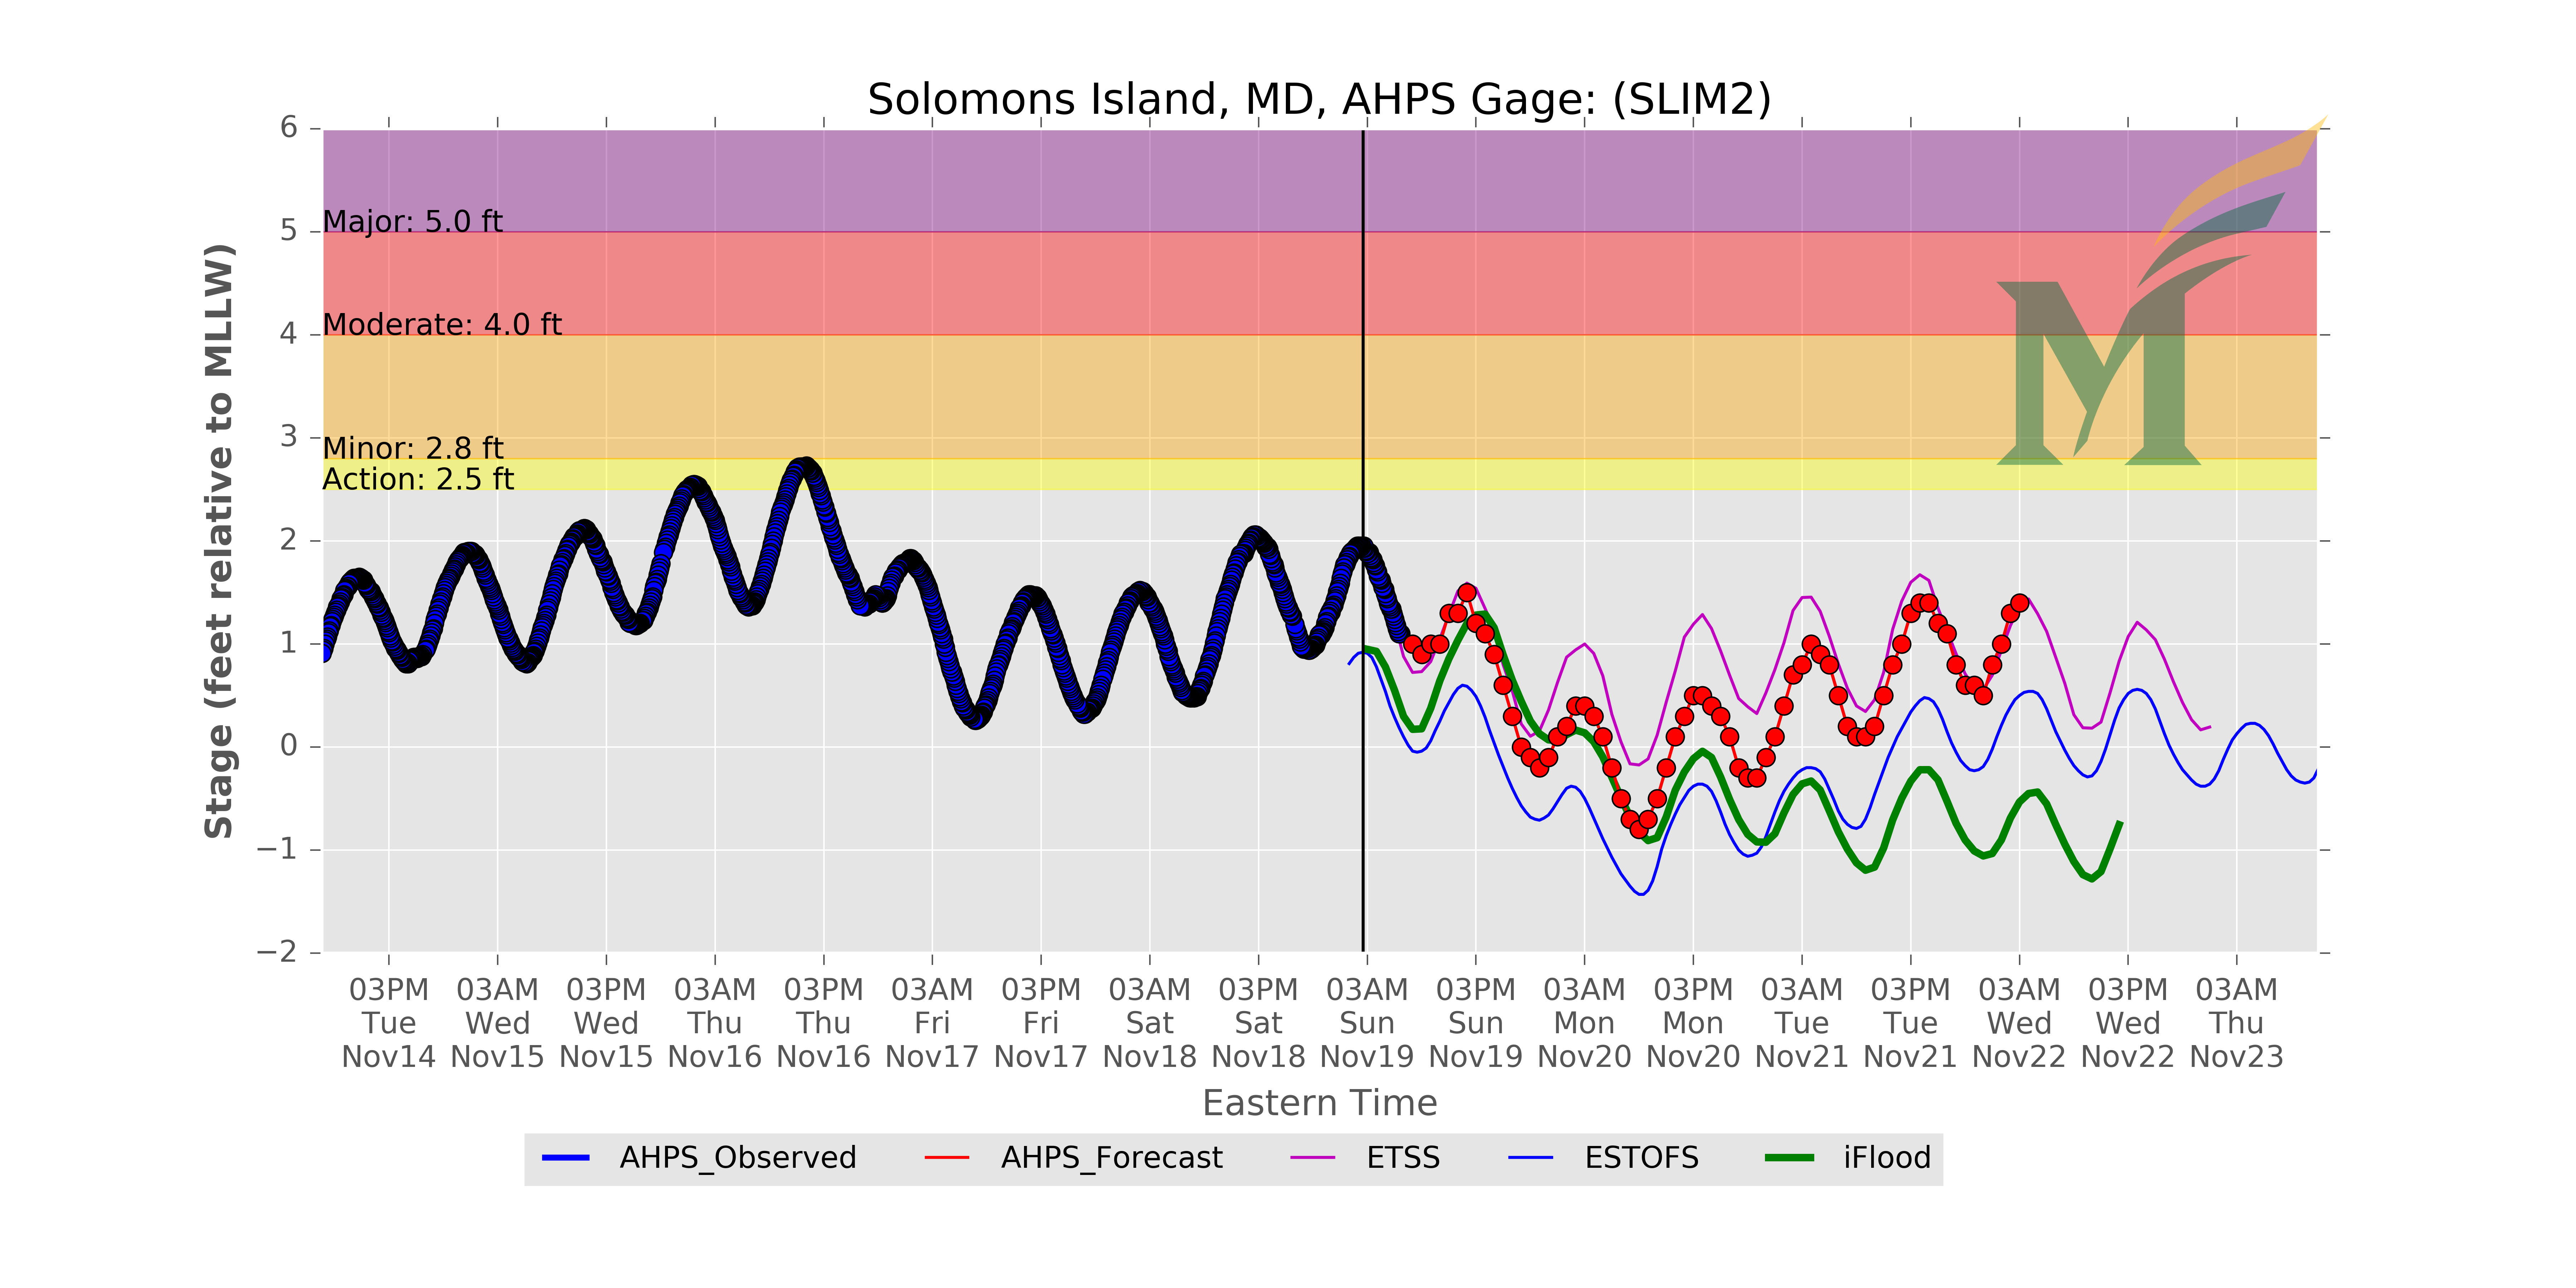 Solomons Island, MD, AHPS Gage: (SLIM2)
Stage (feet relative to MLLW)
6
5
4
3
2
1
0
−1
−2
Major: 5.0 ft
Moderate: 4.0 ft
Minor: 2.8 ft
Action: 2.5 ft
M
03PM 03AM 03PM 03AM 03PM 03AM 03PM 03AM 03PM 03AM 03PM 03AM 03PM 03AM 03PM 03AM 03PM 03AM
Tue Wed Wed Thu Thu Fri Fri Sat Sat Sun Sun Mon Mon Tue Tue Wed Wed Thu
Nov14 Nov15 Nov15 Nov16 Nov16 Nov17 Nov17 Nov18 Nov18 Nov19 Nov19 Nov20 Nov20 Nov21 Nov21 Nov22 Nov22 Nov23
Eastern Time
AHPS_Observed AHPS_Forecast ETSS ESTOFS iFlood